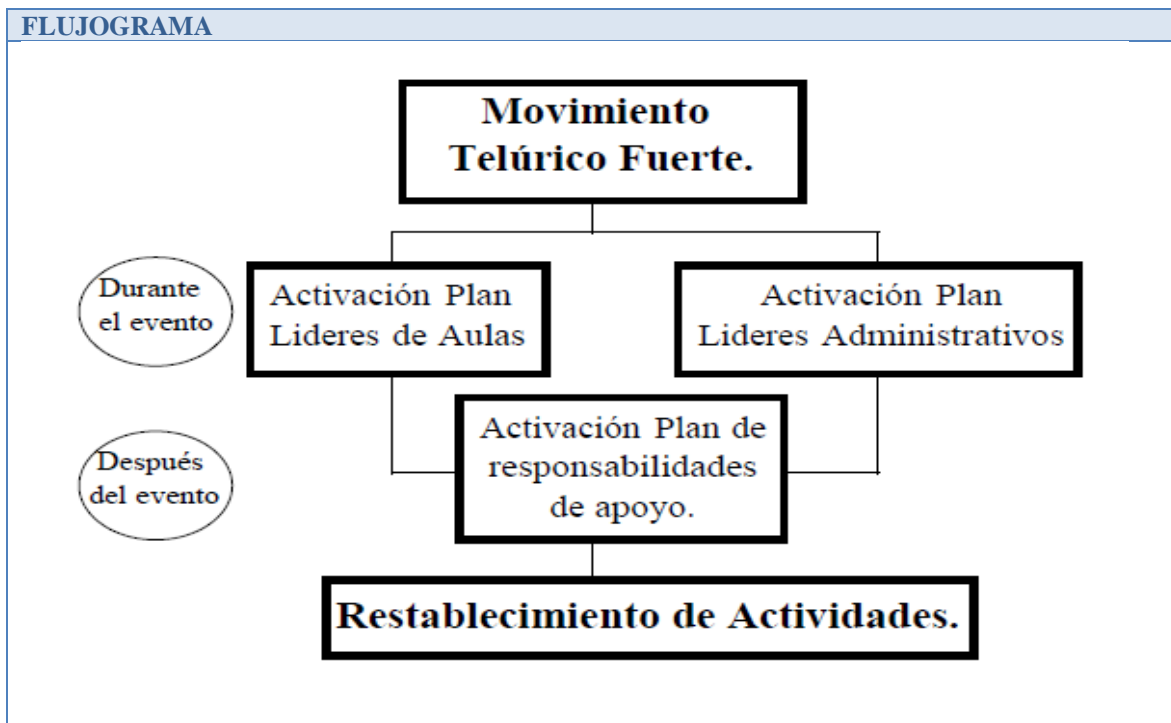 FLUJOGRAMA
Movimiento
Telúrico Fuerte.
Durante
el evento
Activación Plan
Lideres de Aulas
Activación Plan
Lideres Administrativos
Después
del evento
Activación Plan de
responsabilidades
de apoyo.
Restablecimiento de Actividades.